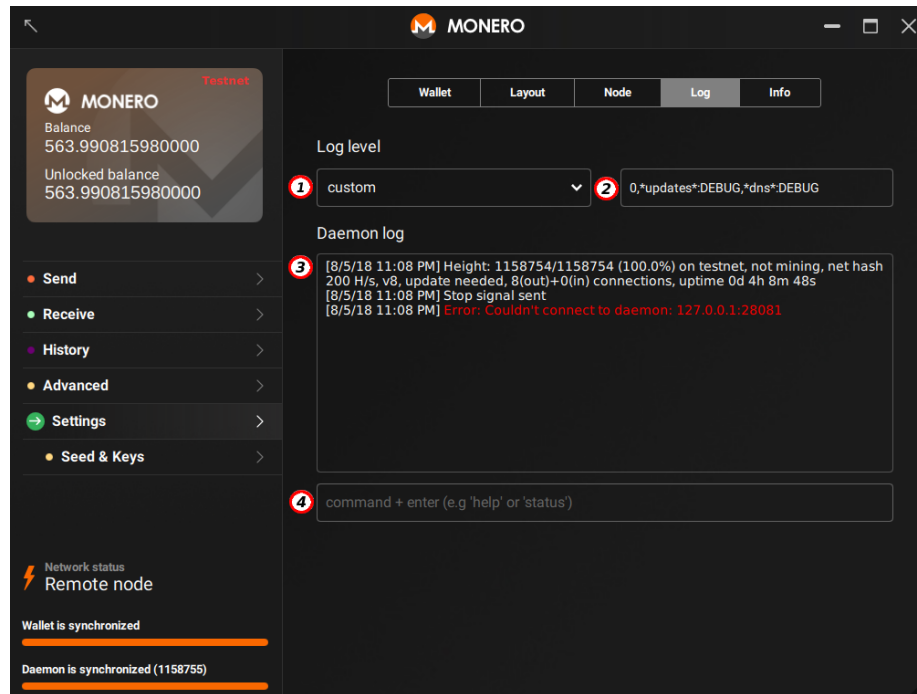 MONERO
Testnet
MONERO
Balance
563.990815980000
Unlocked balance
563.990815980000
Send
Receive
History
Advanced
Settings
Seed & Keys
Network status
Remote node
Wallet is synchronized
Daemon is synchronized (1158755)
Wallet Layout Node Log Info
Log level
1 custom 2 0,*updates*:DEBUG,*dns*:DEBUG
Daemon log
3 [8/5/18 11:08 PM] Height: 1158754/1158754 (100.0%) on testnet, not mining, net hash
200 H/s, v8, update needed, 8(out)+0(in) connections, uptime 0d 4h 8m 48s
[8/5/18 11:08 PM] Stop signal sent
[8/5/18 11:08 PM] Error: Couldn't connect to daemon: 127.0.0.1:28081
4 command + enter (e.g 'help' or 'status')